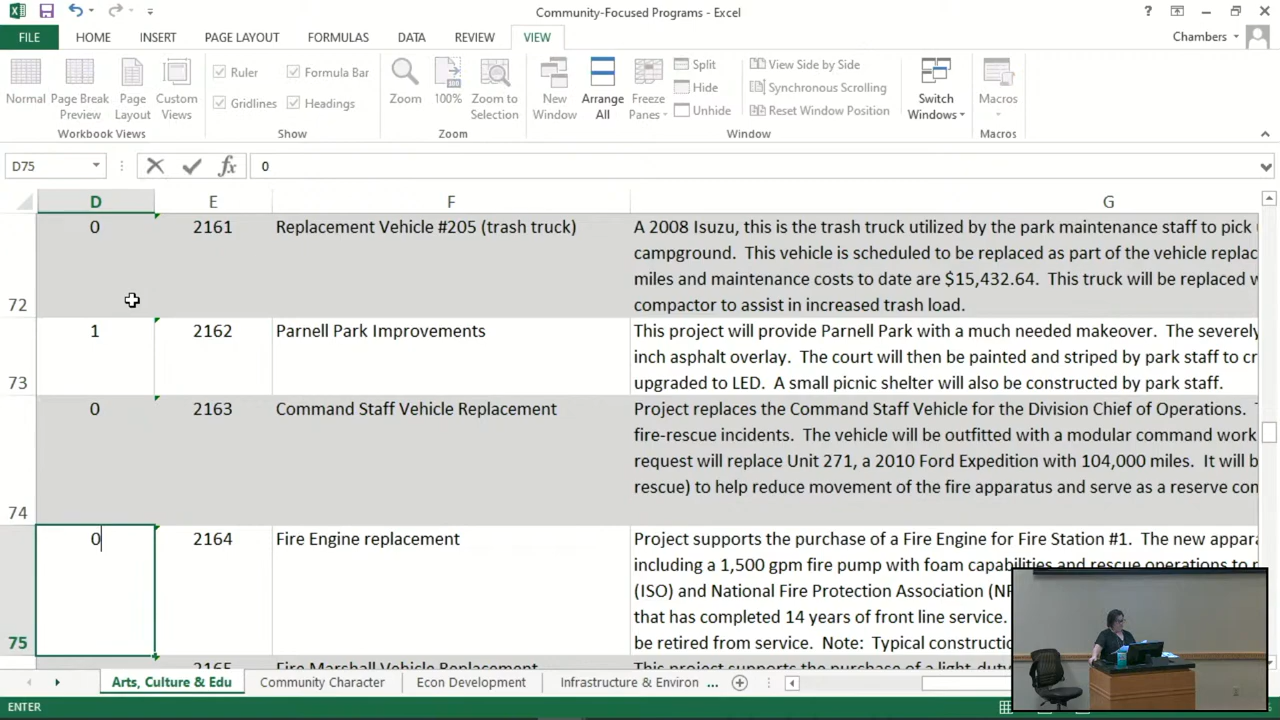 Community-Focused Programs - Excel
?
FILE HOME INSERT PAGE LAYOUT FORMULAS DATA REVIEW VIEW Chambers
Normal
Page Break Preview
Page Layout
Custom Views
Workbook Views
Ruler
Formula Bar
Gridlines
Headings
Show
Zoom
100%
Zoom to Selection
Zoom
New Window
Arrange All
Freeze Panes
Split
Hide
Unhide
View Side by Side
Synchronous Scrolling
Reset Window Position
Window
Switch Windows
Macros
Macros
D75 fx 0
D E F G
72 0 2161 Replacement Vehicle #205 (trash truck)
A 2008 Isuzu, this is the trash truck utilized by the park maintenance staff to pick
campground. This vehicle is scheduled to be replaced as part of the vehicle replac
miles and maintenance costs to date are $15,432.64. This truck will be replaced w
compactor to assist in increased trash load.
73 1 2162 Parnell Park Improvements
This project will provide Parnell Park with a much needed makeover. The severely
inch asphalt overlay. The court will then be painted and striped by park staff to cr
upgraded to LED. A small picnic shelter will also be constructed by park staff.
74 0 2163 Command Staff Vehicle Replacement
Project replaces the Command Staff Vehicle for the Division Chief of Operations.
fire-rescue incidents. The vehicle will be outfitted with a modular command work
request will replace Unit 271, a 2010 Ford Expedition with 104,000 miles. It will b
rescue) to help reduce movement of the fire apparatus and serve as a reserve con
75 0 2164 Fire Engine replacement
Project supports the purchase of a Fire Engine for Fire Station #1. The new appara
including a 1,500 gpm fire pump with foam capabilities and rescue operations to
(ISO) and National Fire Protection Association (NF
that has completed 14 years of front line service.
be retired from service. Note: Typical constructio
2165 Fire Marshall Vehicle Replacement
This project supports the purchase of a light-duty
Arts, Culture & Edu Community Character Econ Development Infrastructure & Environ ...
ENTER